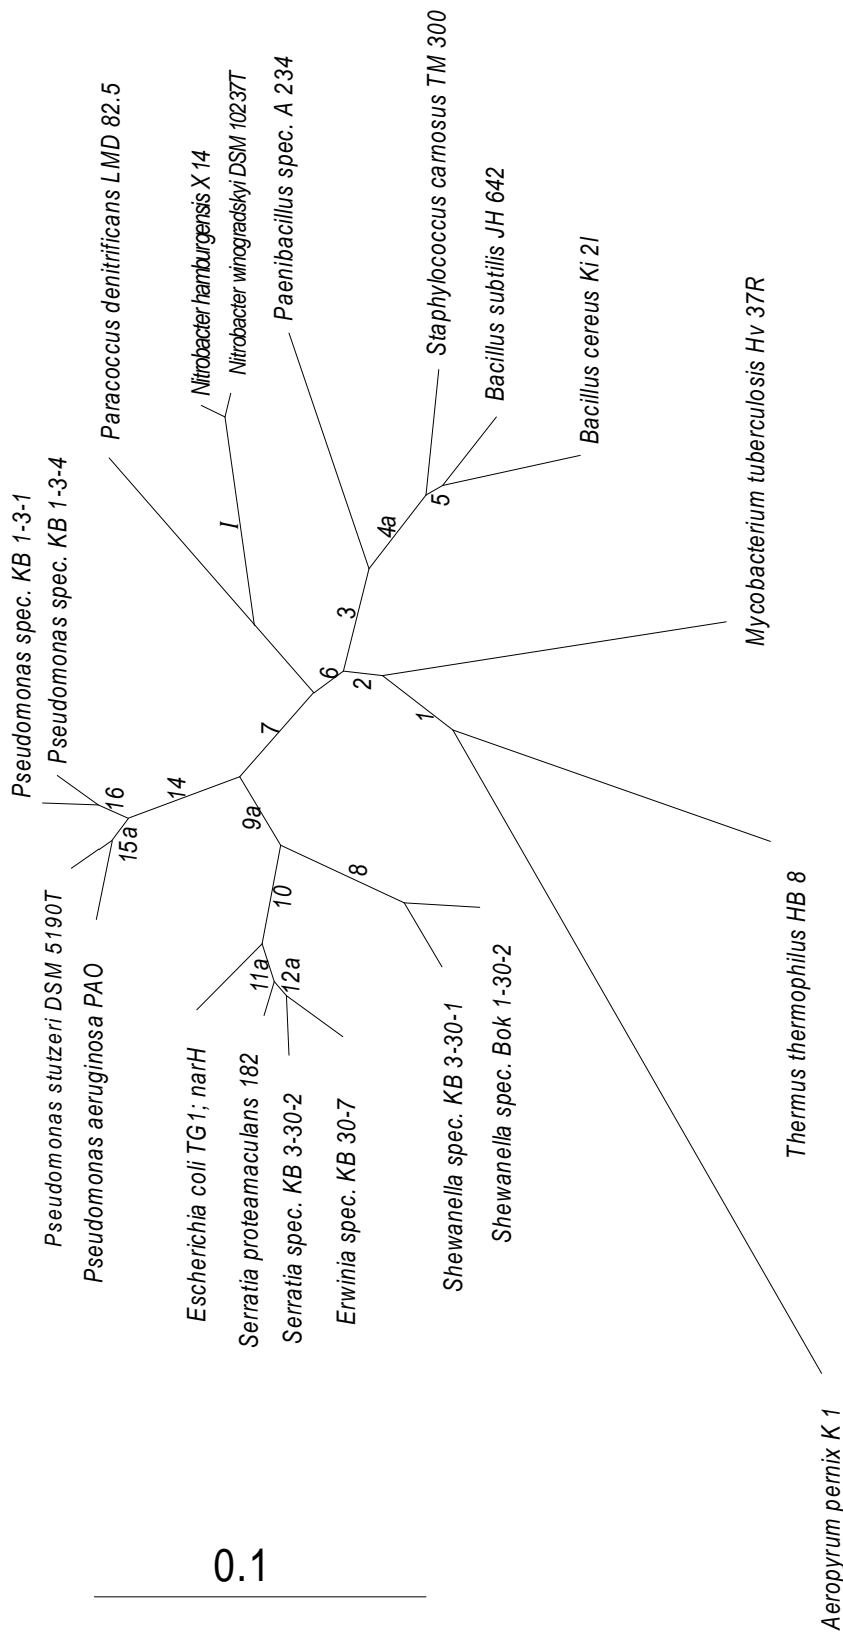 Pseudomonas spec. KB 1-3-1
Pseudomonas spec. KB 1-3-4
Paracoccus denitrificans LMD 82.5
Nitrobacter hamburgensis X 14
Nitrobacter winogradskyi DSM 10237T
Paenibacillus spec. A 234
Staphylococcus carnosus TM 300
Bacillus subtilis JH 642
Bacillus cereus Ki 2I
Mycobacterium tuberculosis Hv 37R
Thermus thermophilus HB 8
Aeropyrum pernix K 1
Pseudomonas stutzeri DSM 5190T
Pseudomonas aeruginosa PAO
Escherichia coli TG1; narH
Serratia proteamaculans 182
Serratia spec. KB 3-30-2
Erwinia spec. KB 30-7
Shewanella spec. KB 3-30-1
Shewanella spec. Bok 1-30-2
I
4a
5
3
6
2
1
7
14
16
15a
9a
8
10
11a
12a
0.1